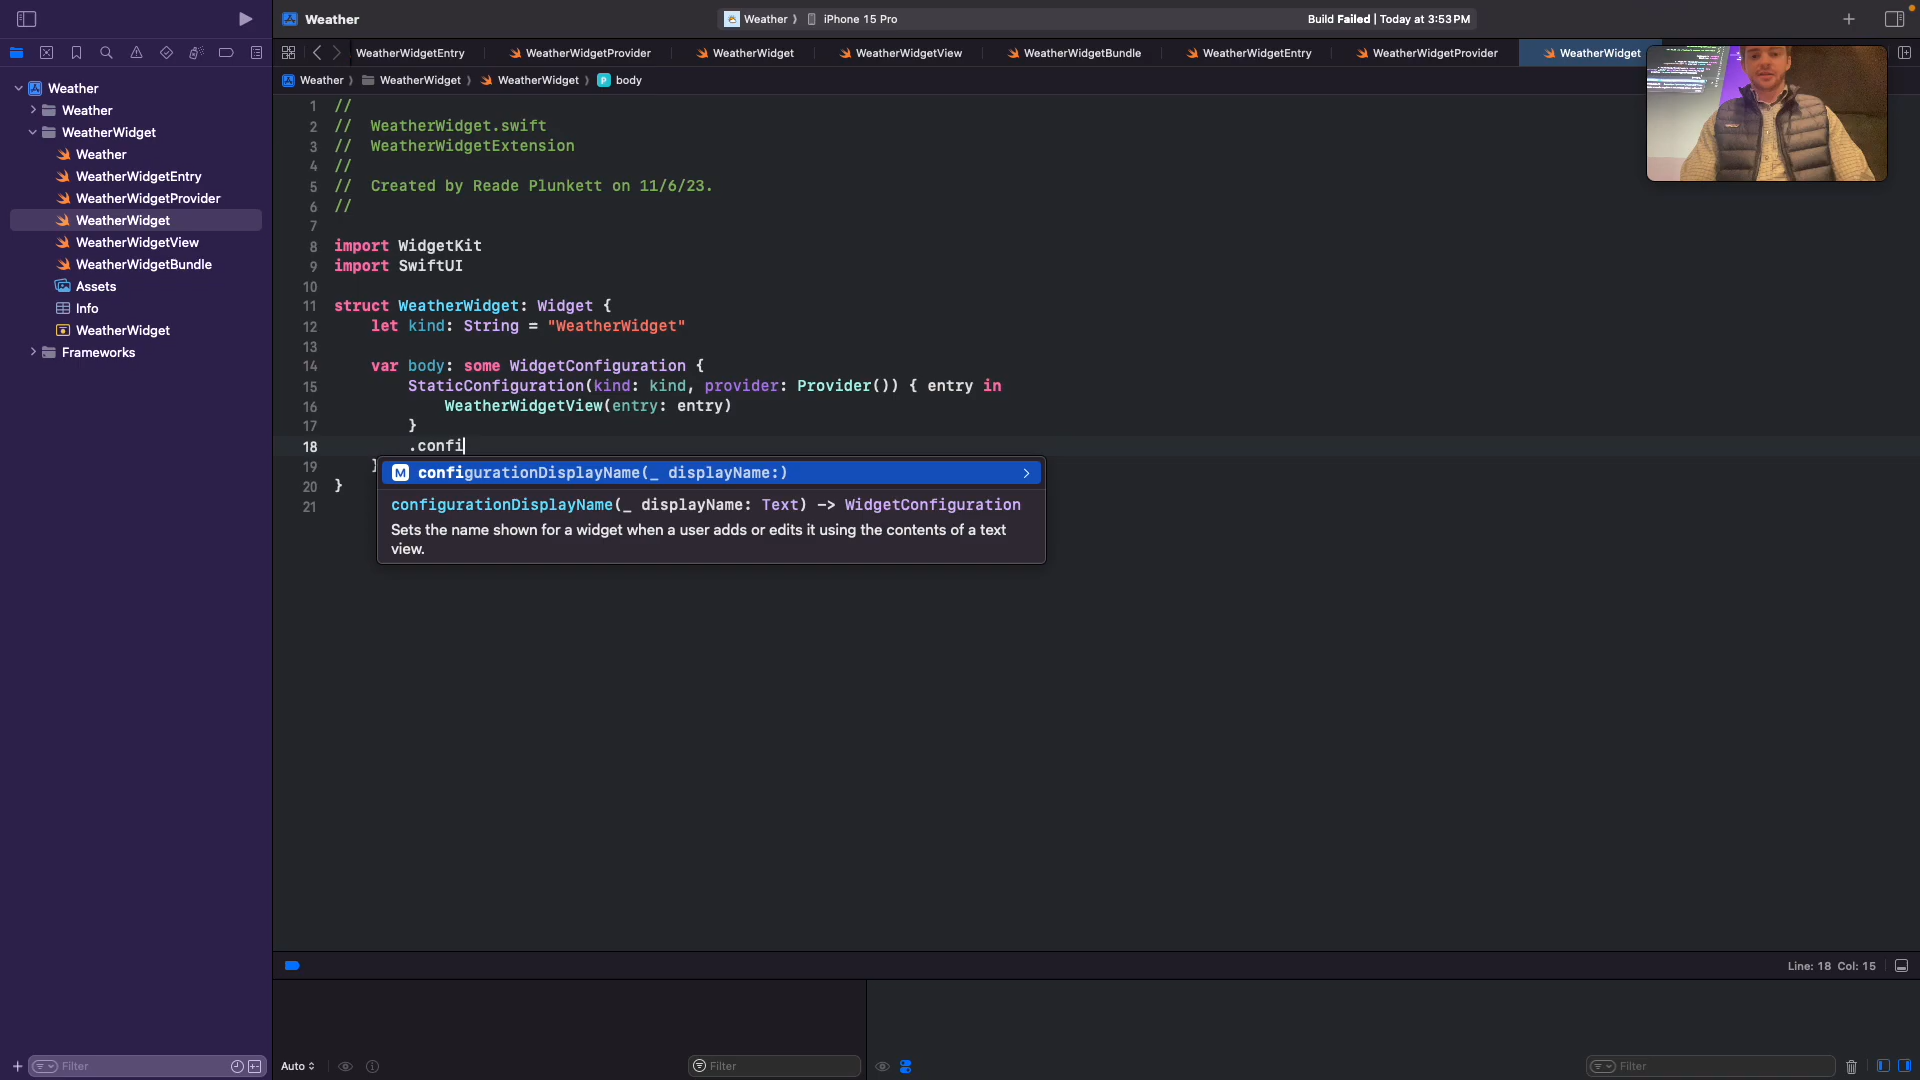 Weather
Weather ⟩ iPhone 15 Pro
Build Failed | Today at 3:53 PM
WeatherWidgetEntry
WeatherWidgetProvider
WeatherWidget
WeatherWidgetView
WeatherWidgetBundle
WeatherWidgetEntry
WeatherWidgetProvider
WeatherWidget
Weather ⟩ WeatherWidget ⟩ WeatherWidget ⟩ P body
Weather
Weather
WeatherWidget
Weather
WeatherWidgetEntry
WeatherWidgetProvider
WeatherWidget
WeatherWidgetView
WeatherWidgetBundle
Assets
Info
WeatherWidget
Frameworks
1 //
2 // WeatherWidget.swift
3 // WeatherWidgetExtension
4 //
5 // Created by Reade Plunkett on 11/6/23.
6 //
7
8 import WidgetKit
9 import SwiftUI
10
11 struct WeatherWidget: Widget {
12 let kind: String = "WeatherWidget"
13
14 var body: some WidgetConfiguration {
15 StaticConfiguration(kind: kind, provider: Provider()) { entry in
16 WeatherWidgetView(entry: entry)
17 }
18 .confi
19 }
20 }
21
M configurationDisplayName(_ displayName:)
configurationDisplayName(_ displayName: Text) -> WidgetConfiguration
Sets the name shown for a widget when a user adds or edits it using the contents of a text
view.
Line: 18 Col: 15
Filter
Auto
Filter
Filter